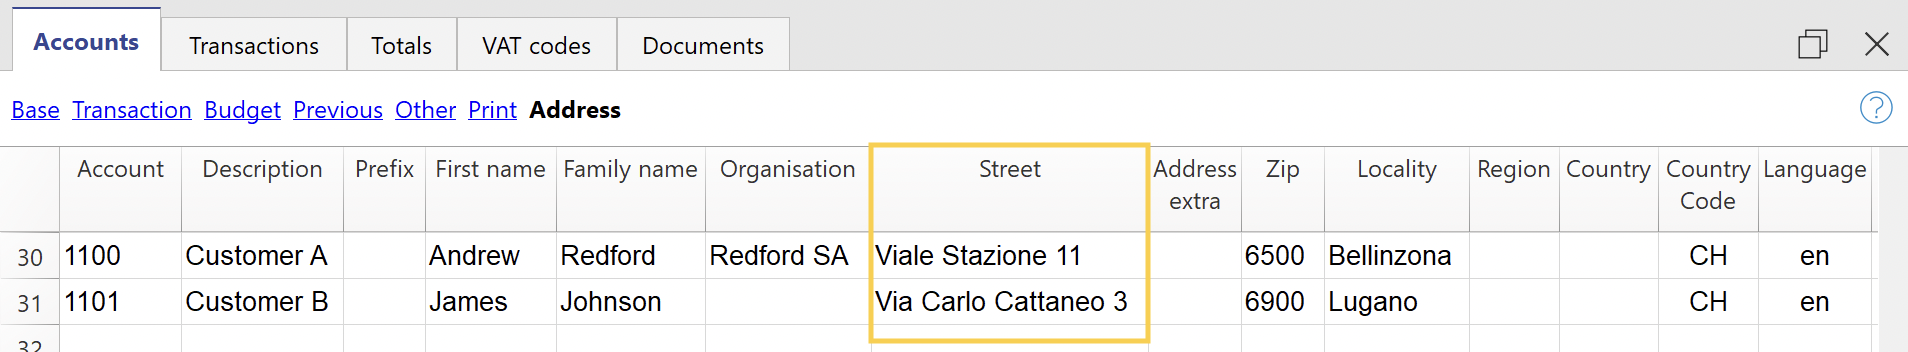 Accounts Transactions Totals VAT codes Documents
Base Transaction Budget Previous Other Print Address ?
Account Description Prefix First name Family name Organisation Street Address extra Zip Locality Region Country Country Code Language
30 1100 Customer A Andrew Redford Redford SA Viale Stazione 11 6500 Bellinzona CH en
31 1101 Customer B James Johnson Via Carlo Cattaneo 3 6900 Lugano CH en
32